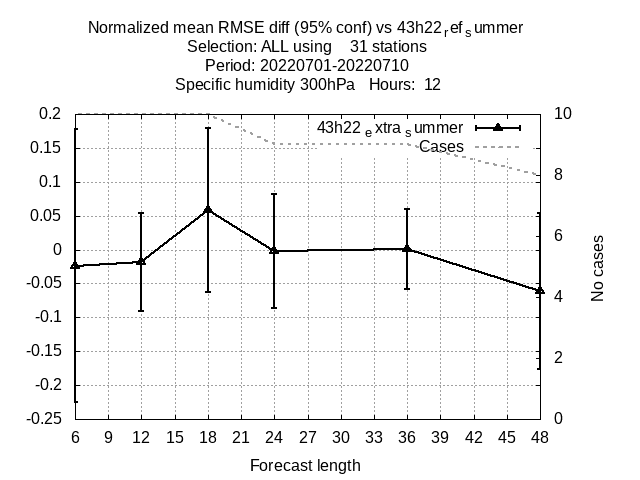 Normalized mean RMSE diff (95% conf) vs 43h22refsummer
Selection: ALL using 31 stations
Period: 20220701-20220710
Specific humidity 300hPa Hours: 12
43h22extrasummer
Cases
0.2
0.15
0.1
0.05
0
-0.05
-0.1
-0.15
-0.2
-0.25
10
8
6
4
2
0
No cases
6 9 12 15 18 21 24 27 30 33 36 39 42 45 48
Forecast length